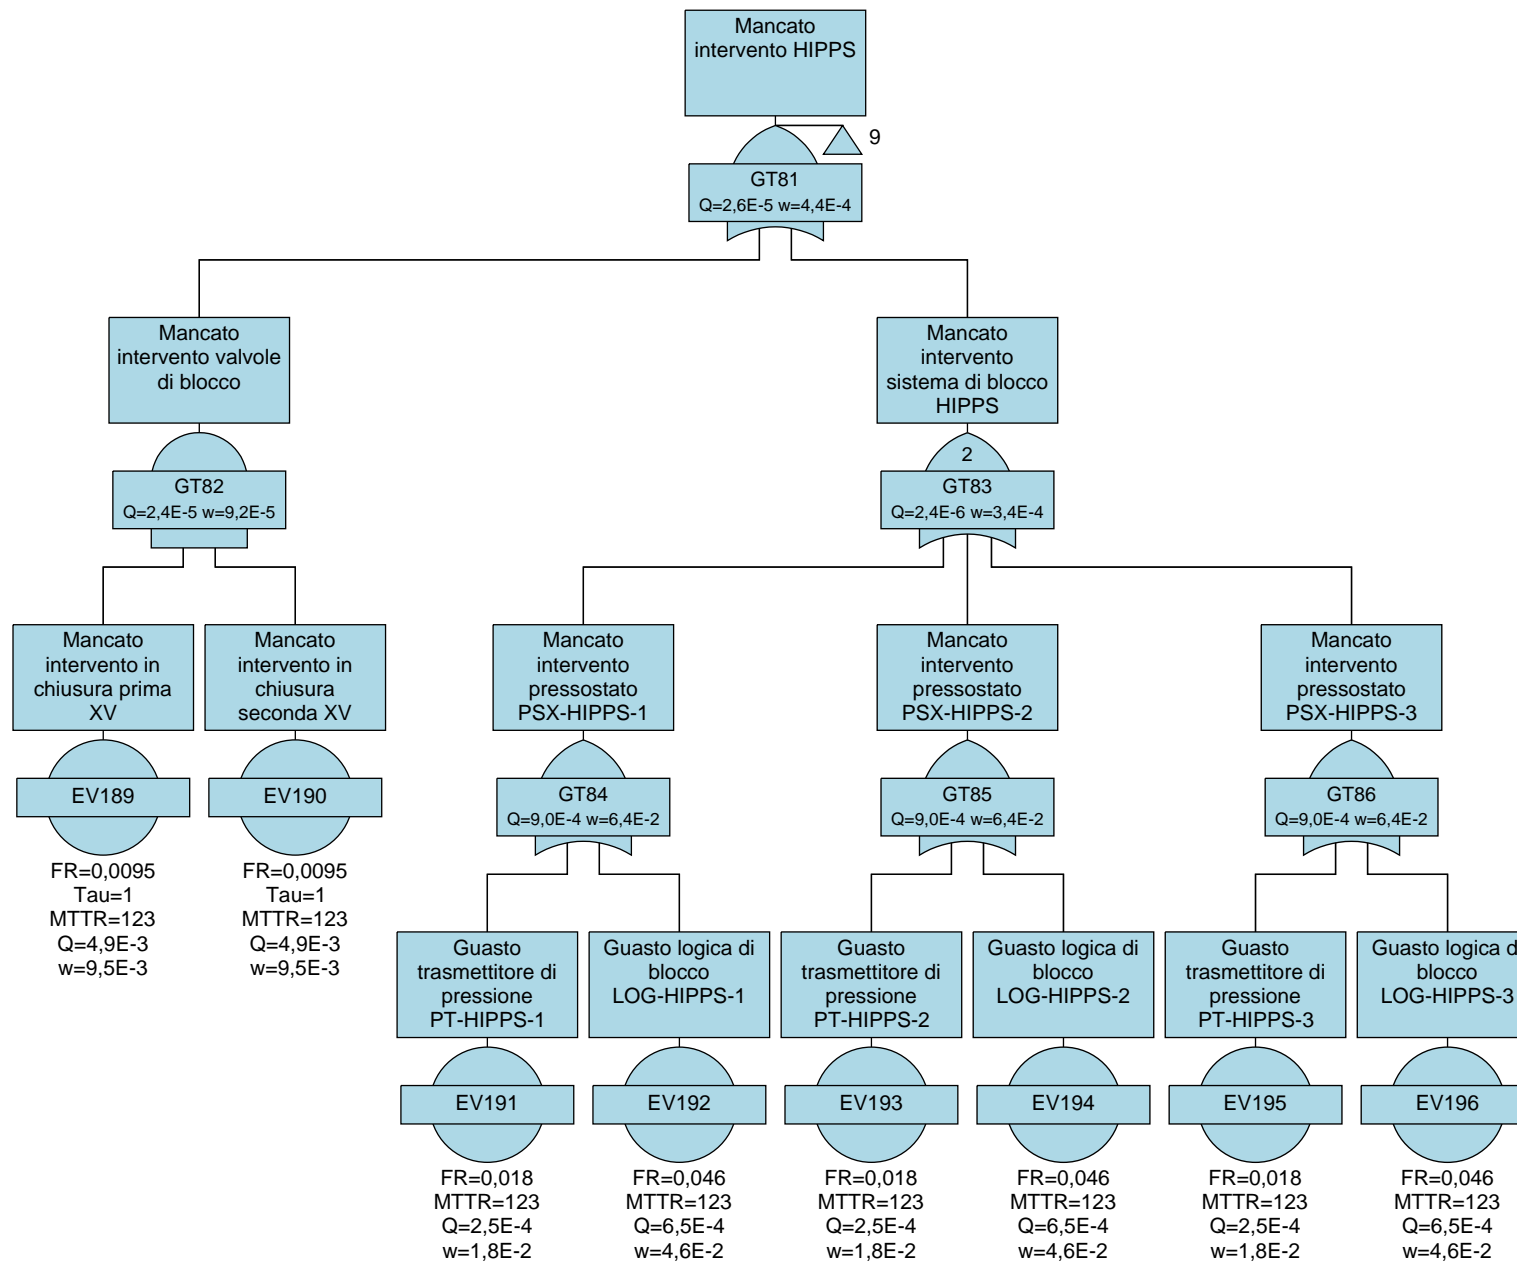 Mancato
intervento HIPPS
9
GT81
Q=2,6E-5 w=4,4E-4
Mancato
intervento valvole
di blocco
Mancato
intervento
sistema di blocco
HIPPS
GT82
Q=2,4E-5 w=9,2E-5
2
GT83
Q=2,4E-6 w=3,4E-4
Mancato
intervento in
chiusura prima
XV
Mancato
intervento in
chiusura
seconda XV
Mancato
intervento
pressostato
PSX-HIPPS-1
Mancato
intervento
pressostato
PSX-HIPPS-2
Mancato
intervento
pressostato
PSX-HIPPS-3
EV189
FR=0,0095
Tau=1
MTTR=123
Q=4,9E-3
w=9,5E-3
EV190
FR=0,0095
Tau=1
MTTR=123
Q=4,9E-3
w=9,5E-3
GT84
Q=9,0E-4 w=6,4E-2
GT85
Q=9,0E-4 w=6,4E-2
GT86
Q=9,0E-4 w=6,4E-2
Guasto
trasmettitore di
pressione
PT-HIPPS-1
Guasto logica di
blocco
LOG-HIPPS-1
Guasto
trasmettitore di
pressione
PT-HIPPS-2
Guasto logica di
blocco
LOG-HIPPS-2
Guasto
trasmettitore di
pressione
PT-HIPPS-3
Guasto logica di
blocco
LOG-HIPPS-3
EV191
FR=0,018
MTTR=123
Q=2,5E-4
w=1,8E-2
EV192
FR=0,046
MTTR=123
Q=6,5E-4
w=4,6E-2
EV193
FR=0,018
MTTR=123
Q=2,5E-4
w=1,8E-2
EV194
FR=0,046
MTTR=123
Q=6,5E-4
w=4,6E-2
EV195
FR=0,018
MTTR=123
Q=2,5E-4
w=1,8E-2
EV196
FR=0,046
MTTR=123
Q=6,5E-4
w=4,6E-2